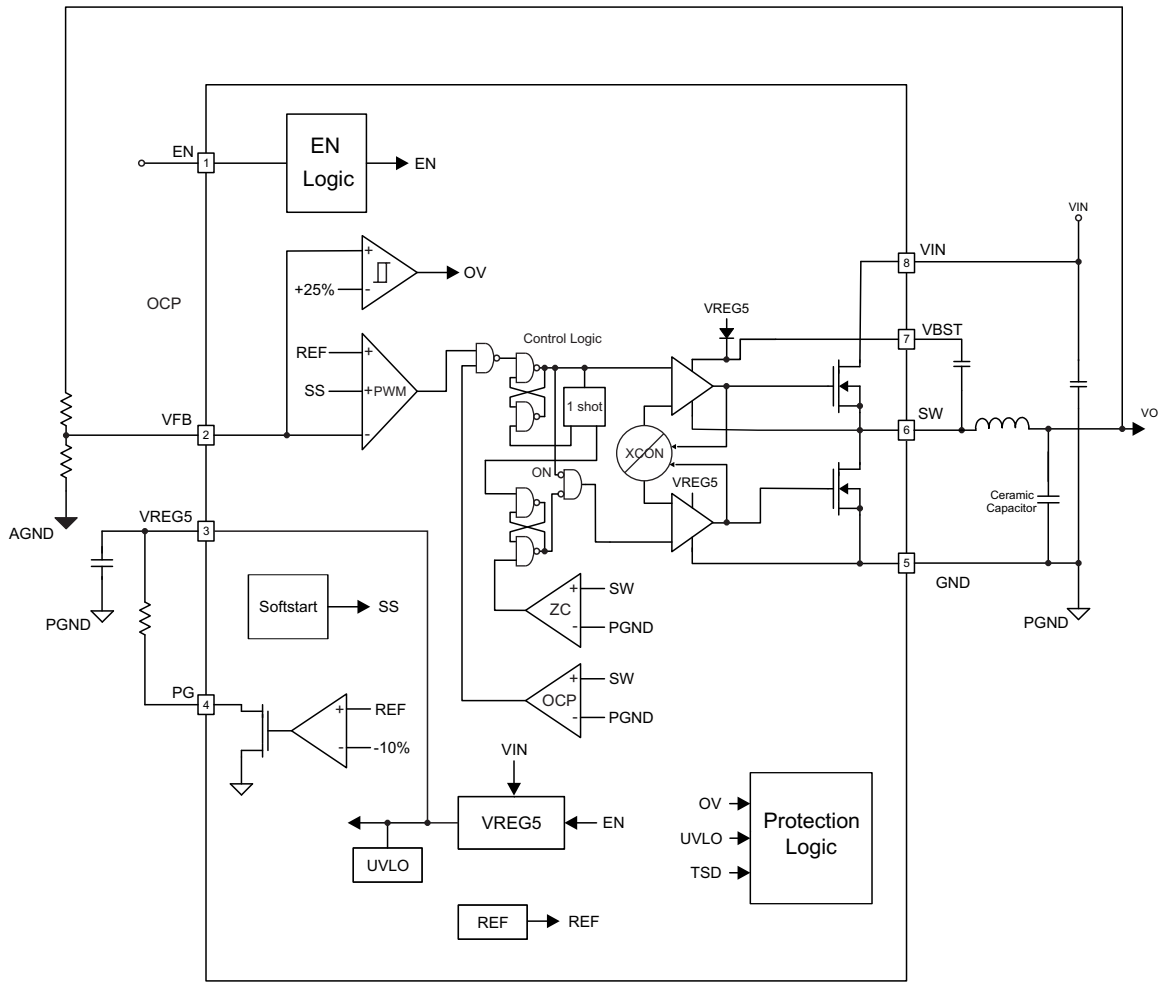 EN
1
EN
Logic
EN
VIN
+
OV
+25%
-
OCP
VIN
8
VREG5
VBST
7
Control Logic
REF
+
SS
+
PWM
-
1 shot
VFB
2
SW
6
VO
XCON
ON
VREG5
Ceramic
Capacitor
AGND
VREG5
3
5
GND
+
SW
ZC
-
PGND
Softstart
SS
PGND
PGND
+
SW
OCP
-
PGND
PG
4
+
REF
-
-10%
VIN
VREG5
EN
UVLO
OV
UVLO
TSD
Protection
Logic
REF
REF